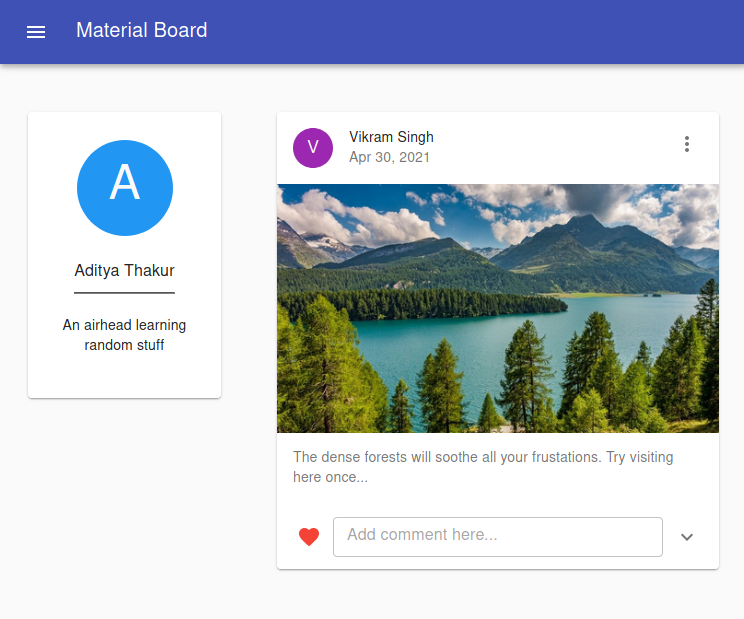 Material Board
A
Aditya Thakur
An airhead learning
random stuff
V
Vikram Singh
Apr 30, 2021
The dense forests will soothe all your frustations. Try visiting
here once...
Add comment here...